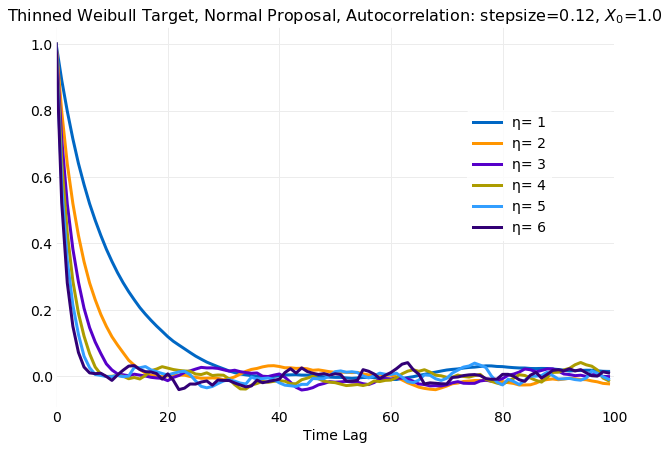 Thinned Weibull Target, Normal Proposal, Autocorrelation: stepsize=0.12, X₀=1.0
1.0
0.8
0.6
0.4
0.2
0.0
η= 1
η= 2
η= 3
η= 4
η= 5
η= 6
0 20 40 60 80 100
Time Lag